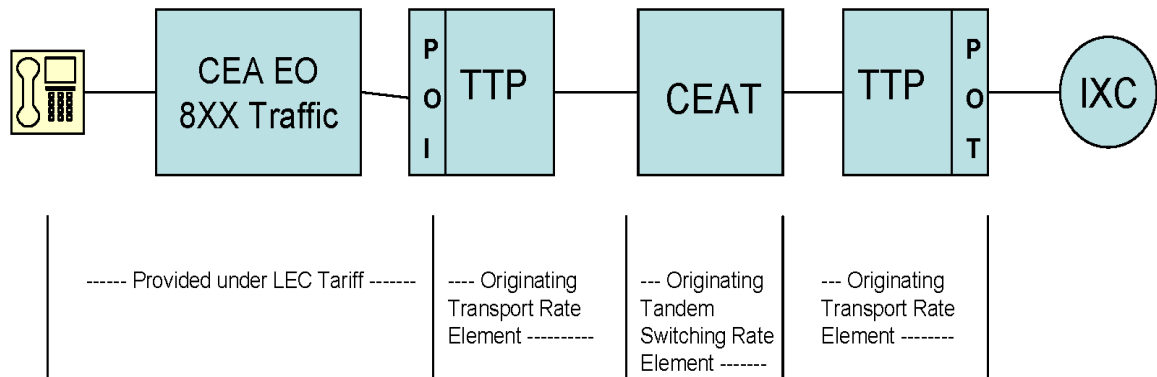 CEA EO
8XX Traffic
P
O
I
TTP
CEAT
TTP
P
O
T
IXC
------ Provided under LEC Tariff -------
---- Originating
Transport Rate
Element ----------
--- Originating
Tandem
Switching Rate
Element -------
--- Originating
Transport Rate
Element --------